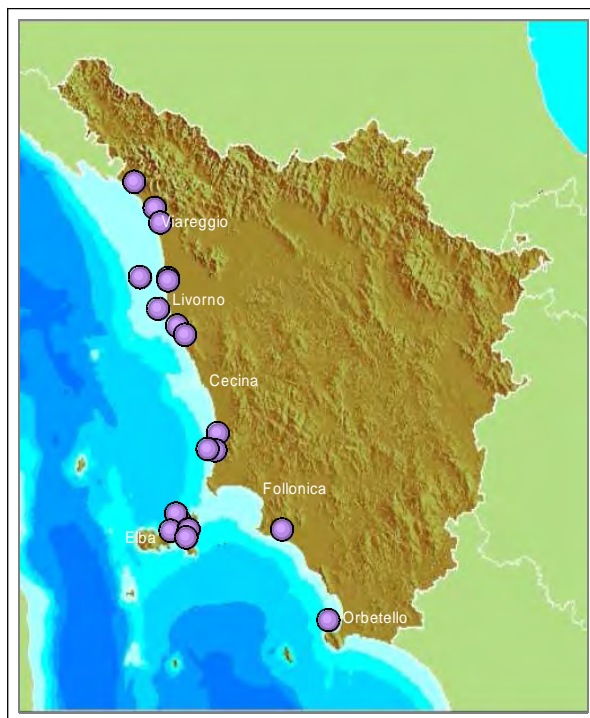 Viareggio
Livorno
Cecina
Follonica
Elba
Orbetello